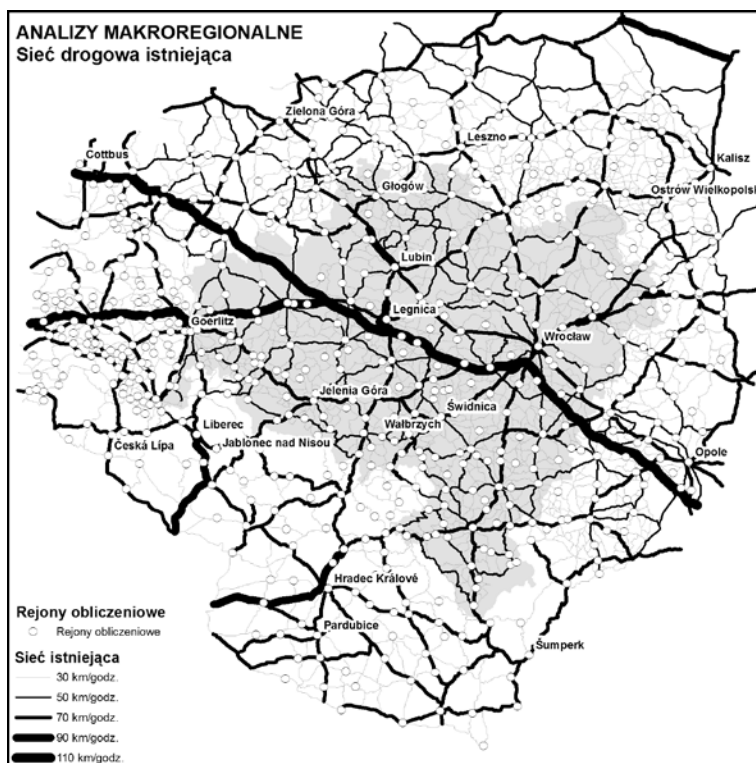 ANALIZY MAKROREGIONALNE
Sieć drogowa istniejąca
Zielona Góra
Leszno
Cottbus
Kalisz
Głogów
Ostrów Wielkopolski
Lubin
Legnica
Goerlitz
Wrocław
Jelenia Góra
Świdnica
Liberec
Wałbrzych
Česká Lípa
Jablonec nad Nisou
Opole
Hradec Králové
Pardubice
Šumperk
Rejony obliczeniowe
Rejony obliczeniowe
Sieć istniejąca
30 km/godz.
50 km/godz.
70 km/godz.
90 km/godz.
110 km/godz.